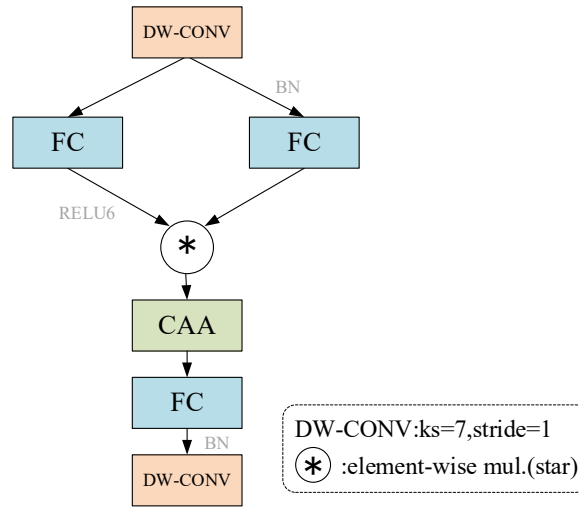 DW-CONV
BN
FC
FC
RELU6
*
CAA
FC
BN
DW-CONV
DW-CONV:ks=7,stride=1
* :element-wise mul.(star)